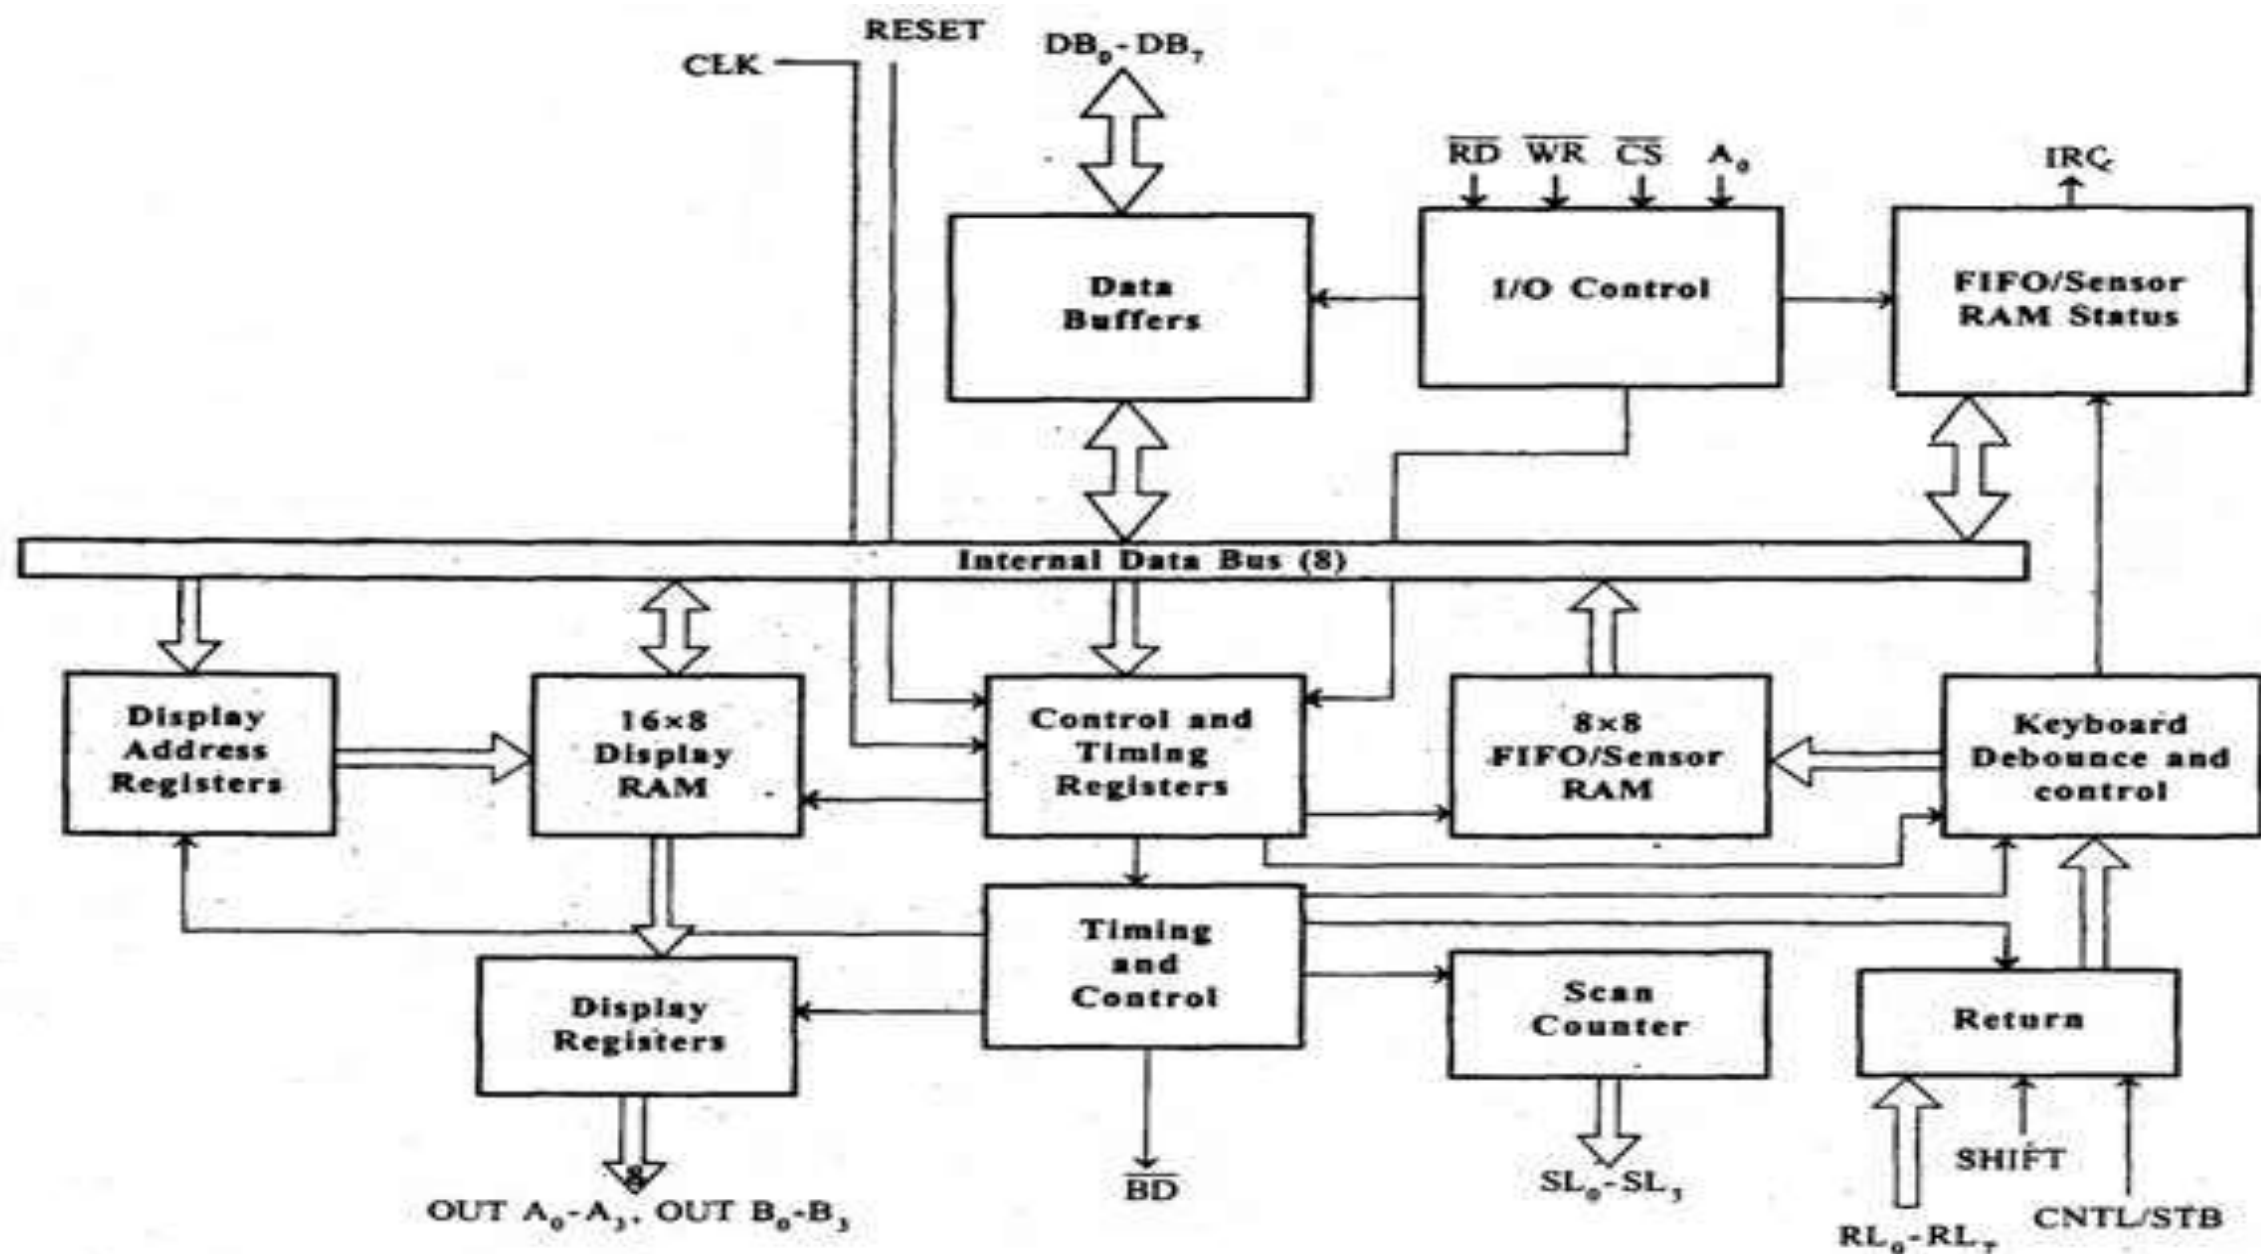 RESET
CLK
DB₀-DB₇
RD WR CS A₀
IRQ
Data
Buffers
I/O Control
FIFO/Sensor
RAM Status
Internal Data Bus (8)
Display
Address
Registers
16×8
Display
RAM
Control and
Timing
Registers
8×8
FIFO/Sensor
RAM
Keyboard
Debounce and
control
Timing
and
Control
Display
Registers
Scan
Counter
Return
8
OUT A₀-A₃, OUT B₀-B₃
BD
SL₀-SL₃
SHIFT
RL₀-RL₇
CNTL/STB